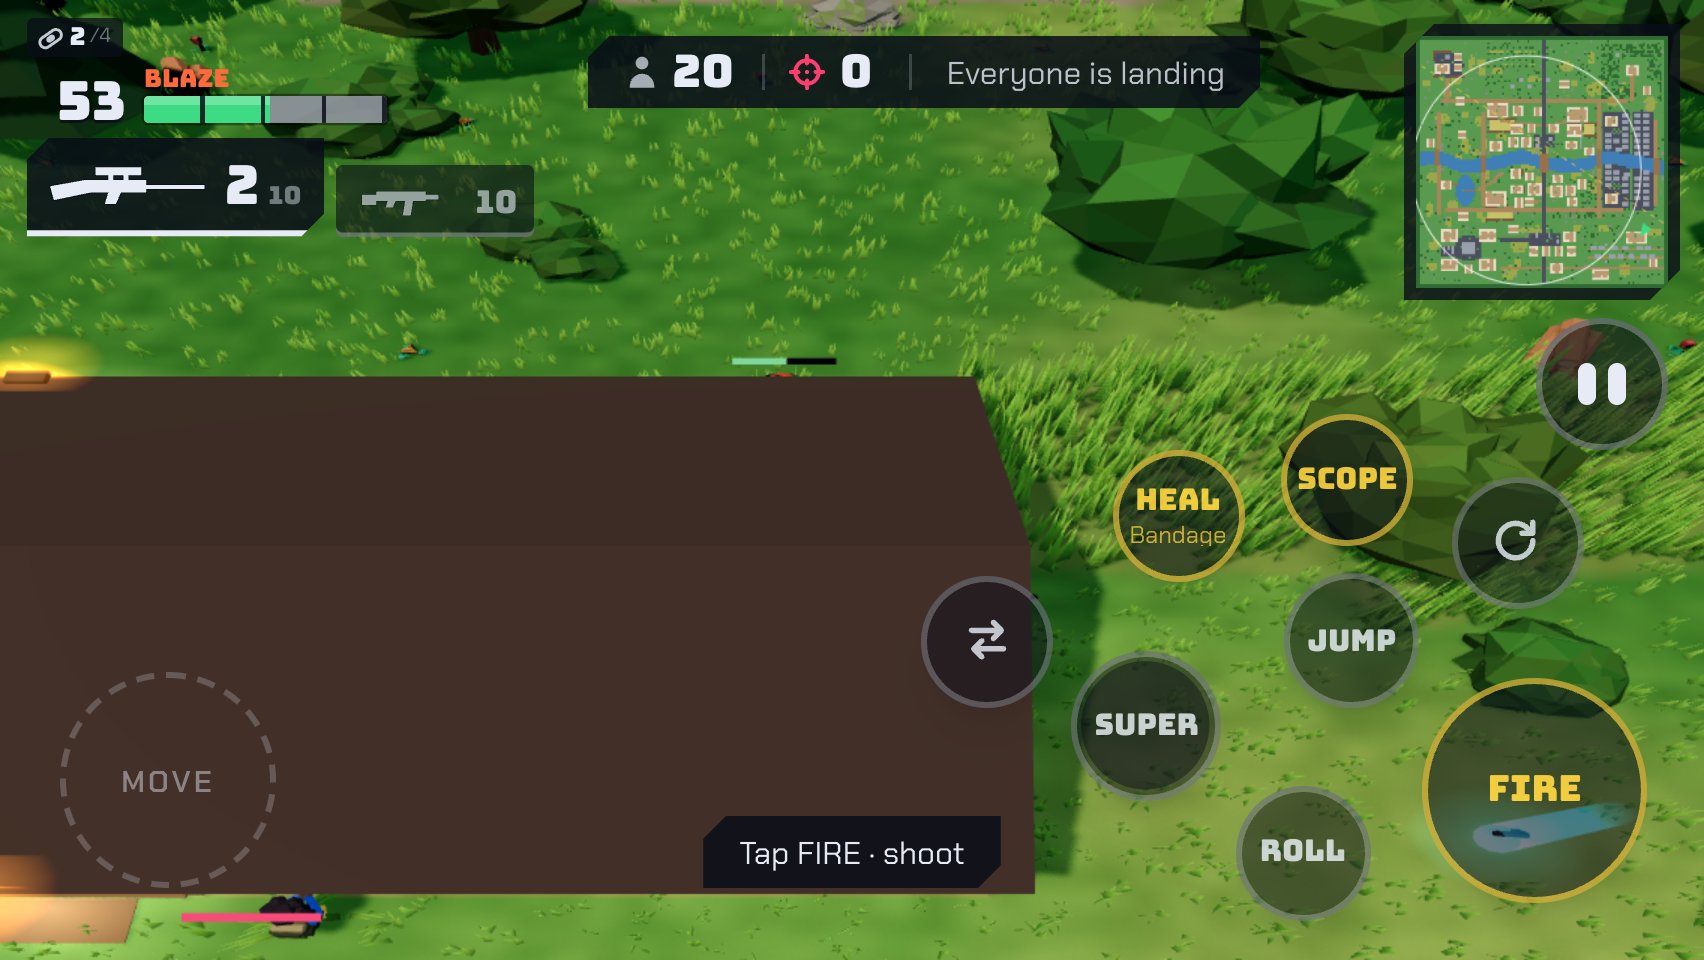 2/4
53 BLAZE
2 10
10
20 0 Everyone is landing
HEAL
Bandage
SCOPE
JUMP
SUPER
MOVE
FIRE
Tap FIRE · shoot
ROLL